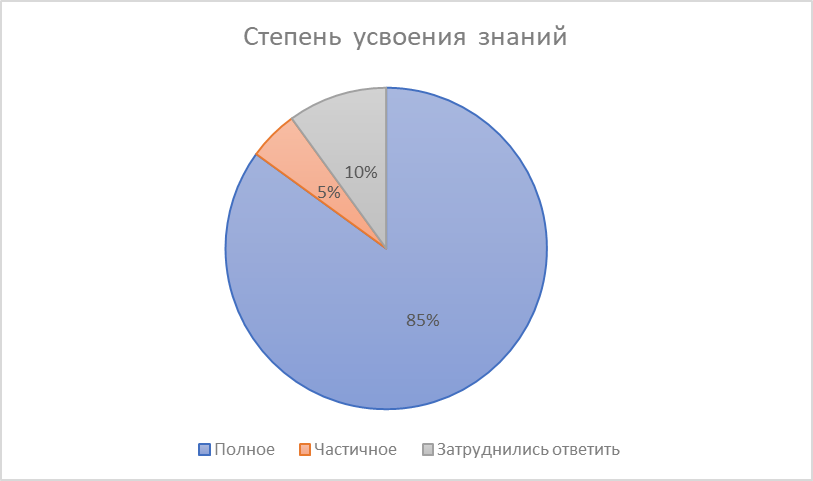 Степень усвоения знаний
10%
5%
85%
Полное
Частичное
Затруднились ответить